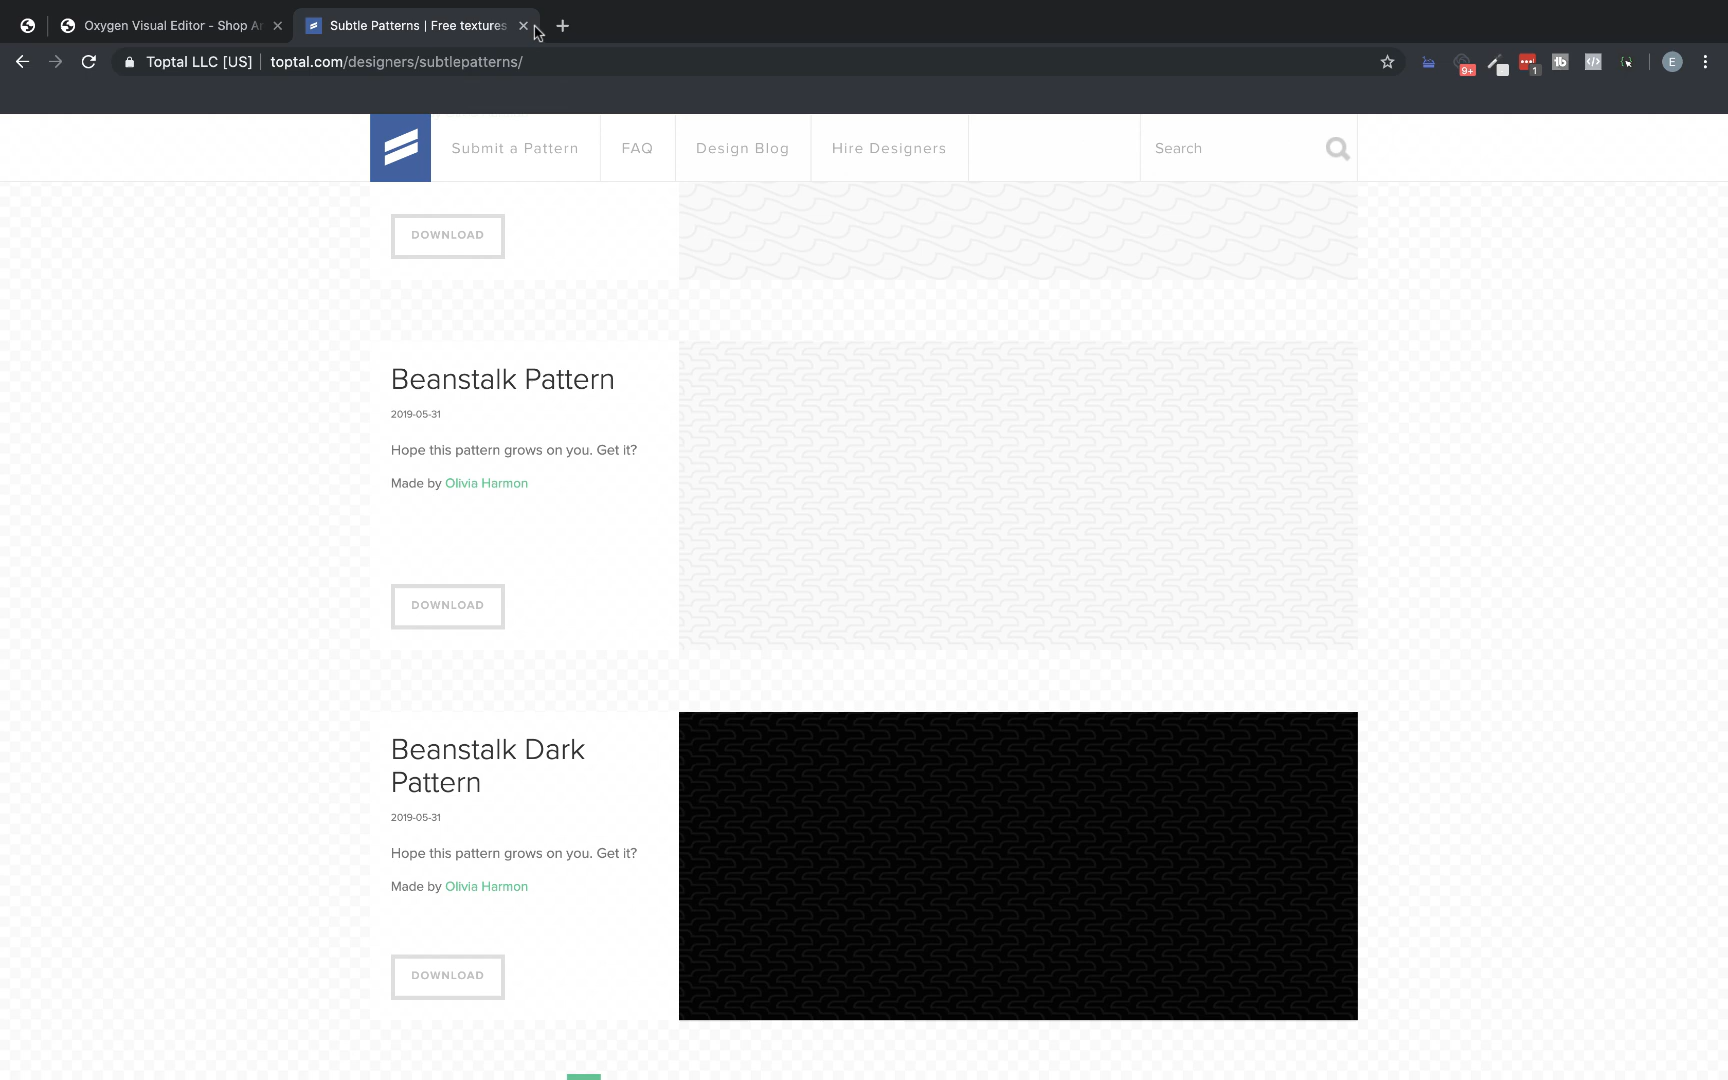 Oxygen Visual Editor - Shop Ar
Subtle Patterns | Free textures
Toptal LLC [US] | toptal.com/designers/subtlepatterns/
9+
1
tb
</>
E
Submit a Pattern
FAQ
Design Blog
Hire Designers
Search
DOWNLOAD
Beanstalk Pattern
2019-05-31
Hope this pattern grows on you. Get it?
Made by Olivia Harmon
DOWNLOAD
Beanstalk Dark
Pattern
2019-05-31
Hope this pattern grows on you. Get it?
Made by Olivia Harmon
DOWNLOAD